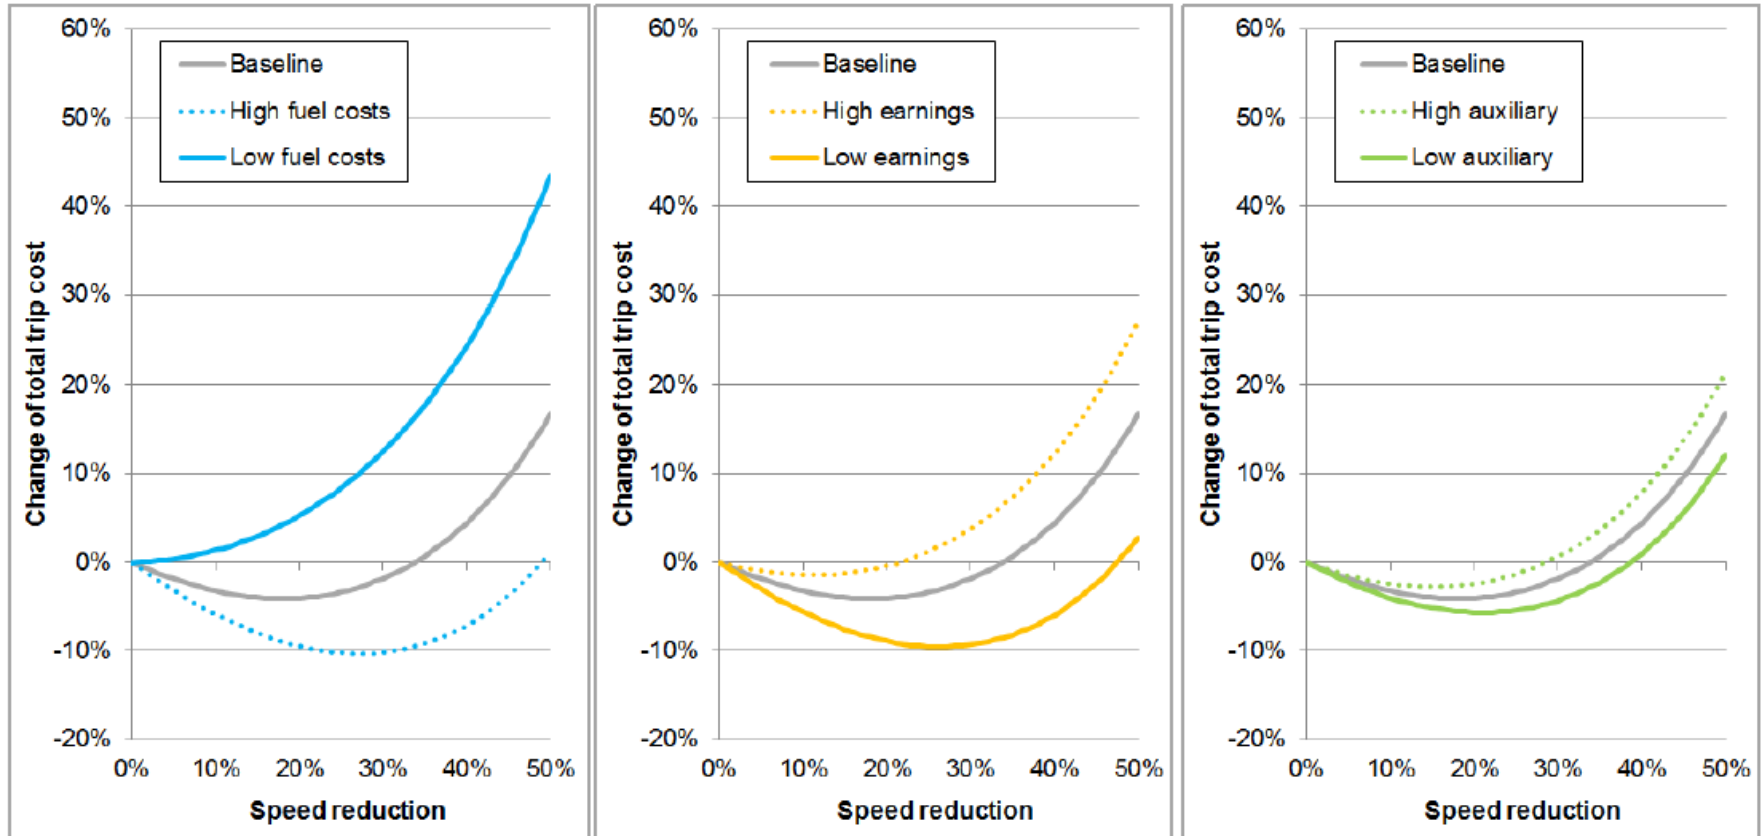 60%
50%
40%
30%
20%
10%
0%
-10%
-20%
Change of total trip cost
Baseline
High fuel costs
Low fuel costs
0% 10% 20% 30% 40% 50%
Speed reduction
60%
50%
40%
30%
20%
10%
0%
-10%
-20%
Change of total trip cost
Baseline
High earnings
Low earnings
0% 10% 20% 30% 40% 50%
Speed reduction
60%
50%
40%
30%
20%
10%
0%
-10%
-20%
Change of total trip cost
Baseline
High auxiliary
Low auxiliary
0% 10% 20% 30% 40% 50%
Speed reduction